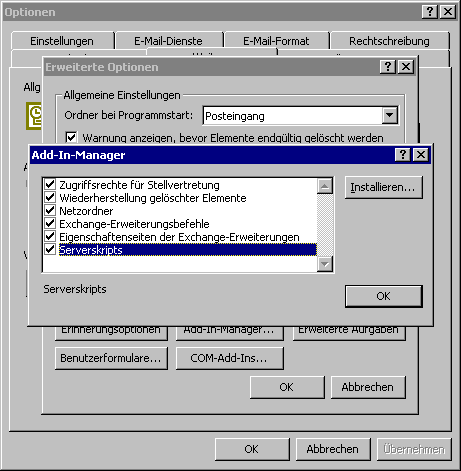 Optionen
Einstellungen
E-Mail-Dienste
E-Mail-Format
Rechtschreibung
Erweiterte Optionen
Allg
Allgemeine Einstellungen
Ordner bei Programmstart:
Posteingang
Warnung anzeigen, bevor Elemente endgültig gelöscht werden
Add-In-Manager
Zugriffsrechte für Stellvertretung
Installieren...
Wiederherstellung gelöschter Elemente
Netzordner
Exchange-Erweiterungsbefehle
Eigenschaftenseiten der Exchange-Erweiterungen
Serverskripts
Serverskripts
OK
Erinnerungsoptionen
Add-In-Manager...
Erweiterte Aufgaben
Benutzerformulare...
COM-Add-Ins...
OK
Abbrechen
OK
Abbrechen
Übernehmen